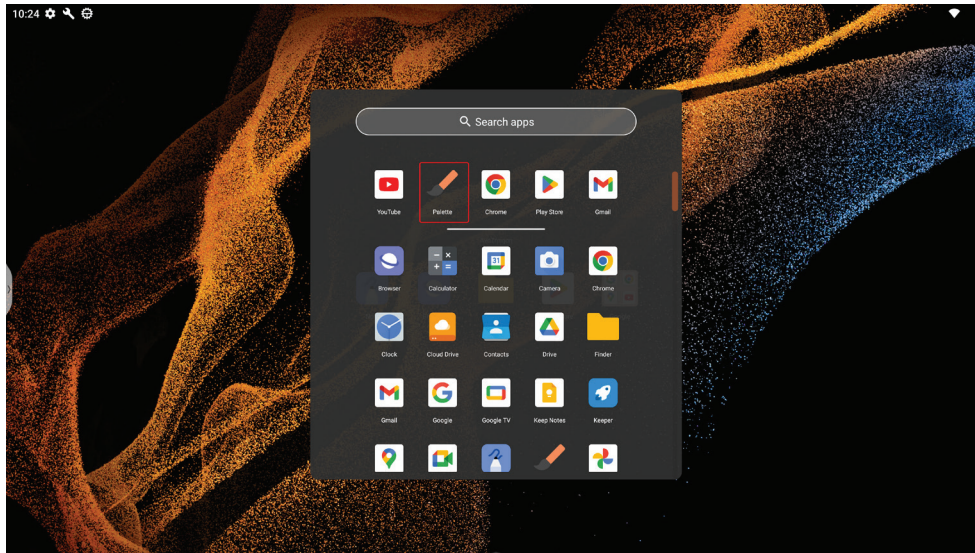 10:24
Search apps
YouTube Palette Chrome Play Store Gmail
Browser Calculator Calendar Camera Chrome
Clock Cloud Drive Contacts Drive Finder
Gmail Google Google TV Keep Notes Keeper